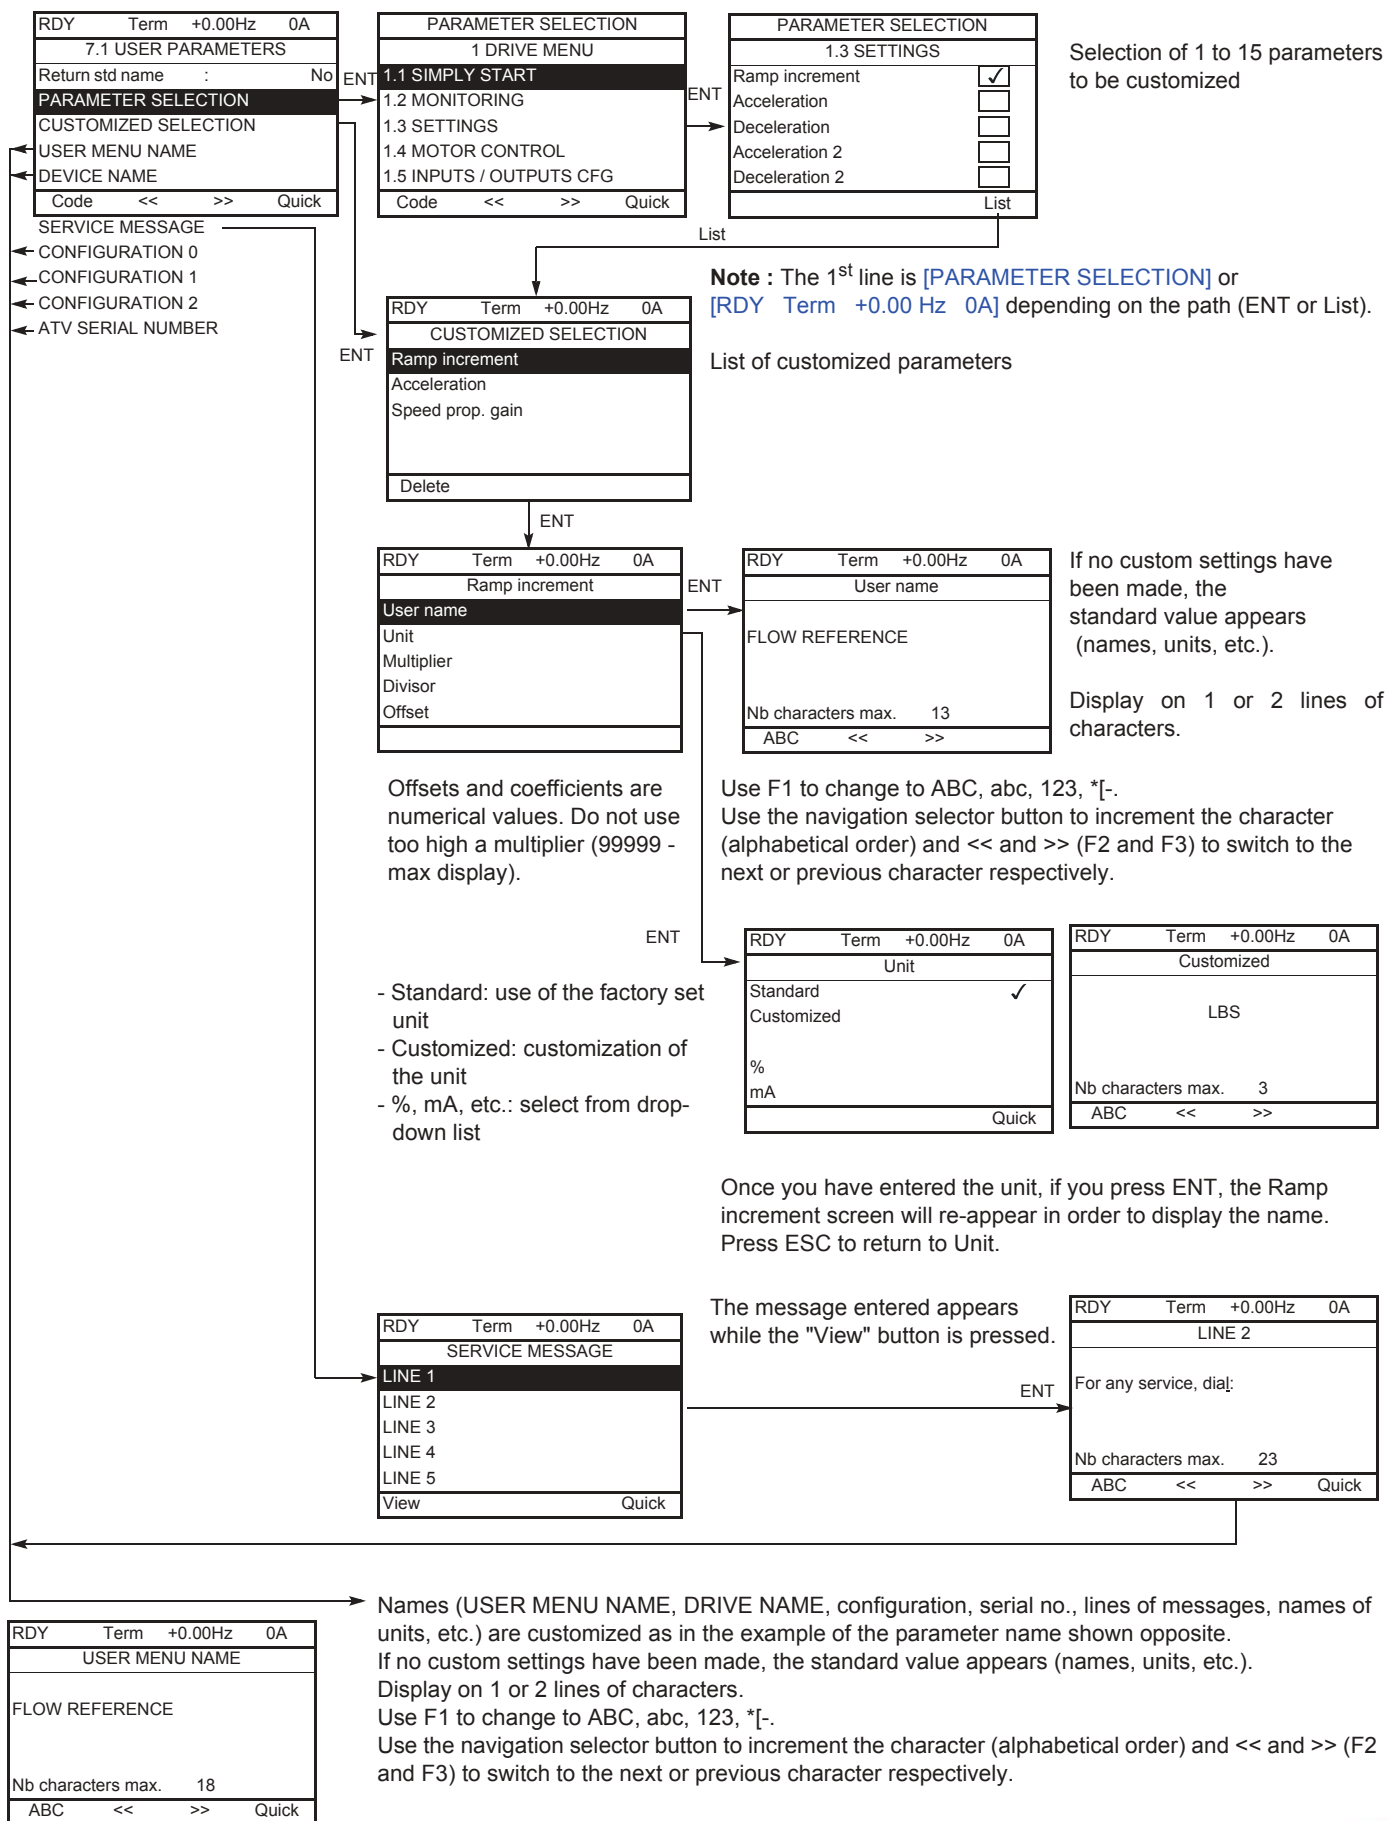 RDY Term +0.00Hz 0A
7.1 USER PARAMETERS
Return std name : No
PARAMETER SELECTION
CUSTOMIZED SELECTION
USER MENU NAME
DEVICE NAME
Code << >> Quick
SERVICE MESSAGE
CONFIGURATION 0
CONFIGURATION 1
CONFIGURATION 2
ATV SERIAL NUMBER
ENT
PARAMETER SELECTION
1 DRIVE MENU
1.1 SIMPLY START
1.2 MONITORING
1.3 SETTINGS
1.4 MOTOR CONTROL
1.5 INPUTS / OUTPUTS CFG
Code << >> Quick
ENT
PARAMETER SELECTION
1.3 SETTINGS
Ramp increment ✓
Acceleration
Deceleration
Acceleration 2
Deceleration 2
List
Selection of 1 to 15 parameters
to be customized
List
Note : The 1st line is [PARAMETER SELECTION] or
[RDY Term +0.00 Hz 0A] depending on the path (ENT or List).
ENT
RDY Term +0.00Hz 0A
CUSTOMIZED SELECTION
Ramp increment
Acceleration
Speed prop. gain
Delete
List of customized parameters
ENT
RDY Term +0.00Hz 0A
Ramp increment
User name
Unit
Multiplier
Divisor
Offset
ENT
RDY Term +0.00Hz 0A
User name
FLOW REFERENCE
Nb characters max. 13
ABC << >>
If no custom settings have
been made, the
standard value appears
(names, units, etc.).
Display on 1 or 2 lines of
characters.
Offsets and coefficients are
numerical values. Do not use
too high a multiplier (99999 -
max display).
Use F1 to change to ABC, abc, 123, *[-.
Use the navigation selector button to increment the character
(alphabetical order) and << and >> (F2 and F3) to switch to the
next or previous character respectively.
ENT
- Standard: use of the factory set
unit
- Customized: customization of
the unit
- %, mA, etc.: select from drop-
down list
RDY Term +0.00Hz 0A
Unit
Standard ✓
Customized
%
mA
Quick
RDY Term +0.00Hz 0A
Customized
LBS
Nb characters max. 3
ABC << >>
Once you have entered the unit, if you press ENT, the Ramp
increment screen will re-appear in order to display the name.
Press ESC to return to Unit.
RDY Term +0.00Hz 0A
SERVICE MESSAGE
LINE 1
LINE 2
LINE 3
LINE 4
LINE 5
View Quick
The message entered appears
while the "View" button is pressed.
ENT
RDY Term +0.00Hz 0A
LINE 2
For any service, dial:
Nb characters max. 23
ABC << >> Quick
RDY Term +0.00Hz 0A
USER MENU NAME
FLOW REFERENCE
Nb characters max. 18
ABC << >> Quick
Names (USER MENU NAME, DRIVE NAME, configuration, serial no., lines of messages, names of
units, etc.) are customized as in the example of the parameter name shown opposite.
If no custom settings have been made, the standard value appears (names, units, etc.).
Display on 1 or 2 lines of characters.
Use F1 to change to ABC, abc, 123, *[-.
Use the navigation selector button to increment the character (alphabetical order) and << and >> (F2
and F3) to switch to the next or previous character respectively.